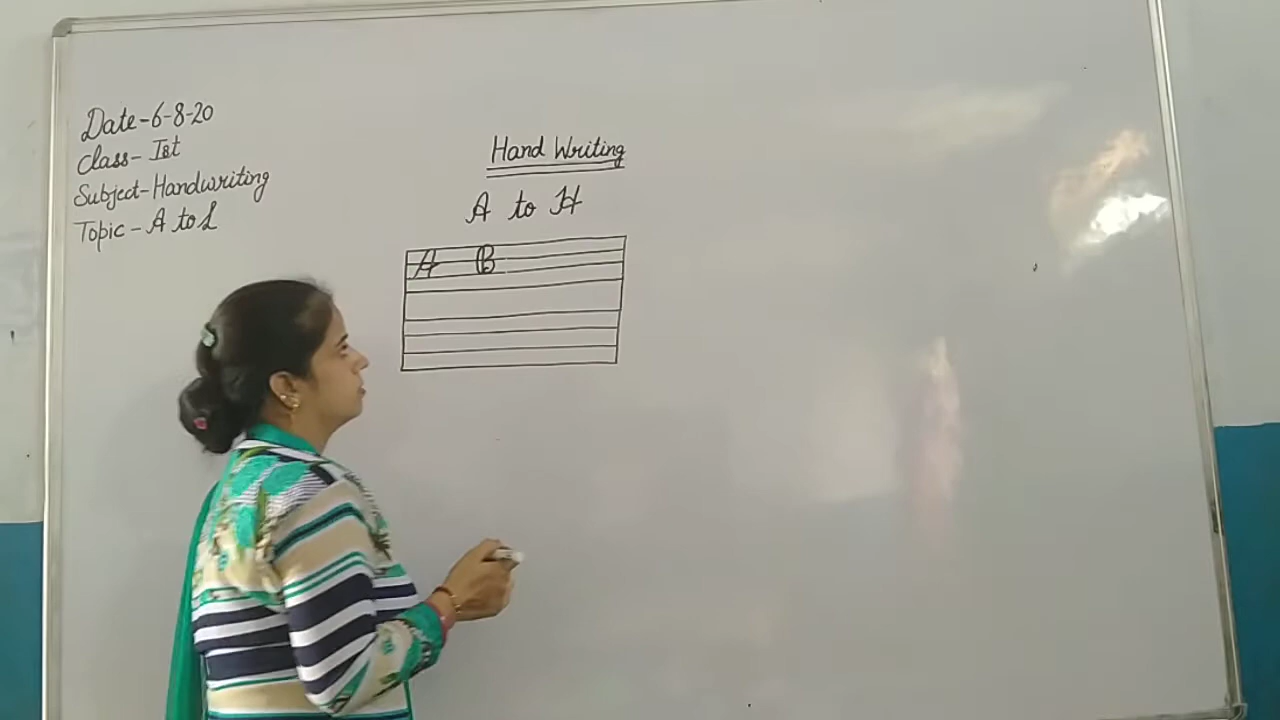 Date-6-8-20
Class-Ist
Subject-Handwriting
Topic-A to L
Hand Writing
A to H
A B